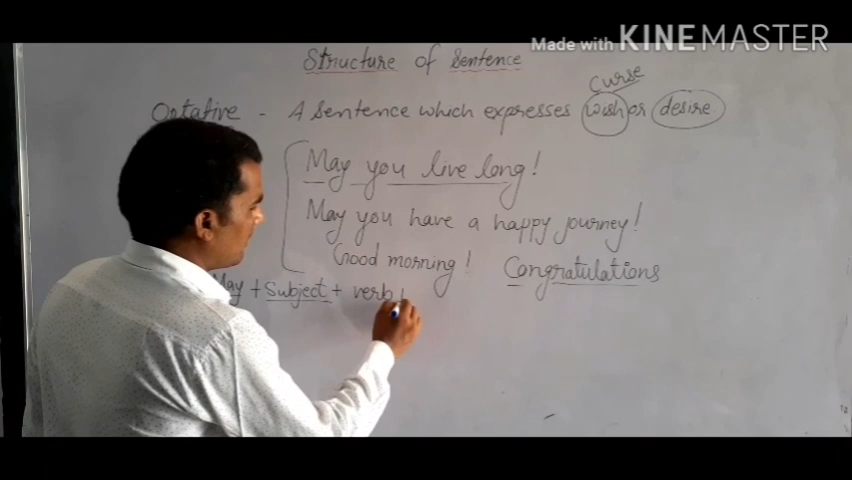 Made with KINEMASTER
Structure of Sentence
curse
Optative - A Sentence which expresses wish or desire
May you live long!
May you have a happy journey!
Good morning! Congratulations
May + Subject + verb